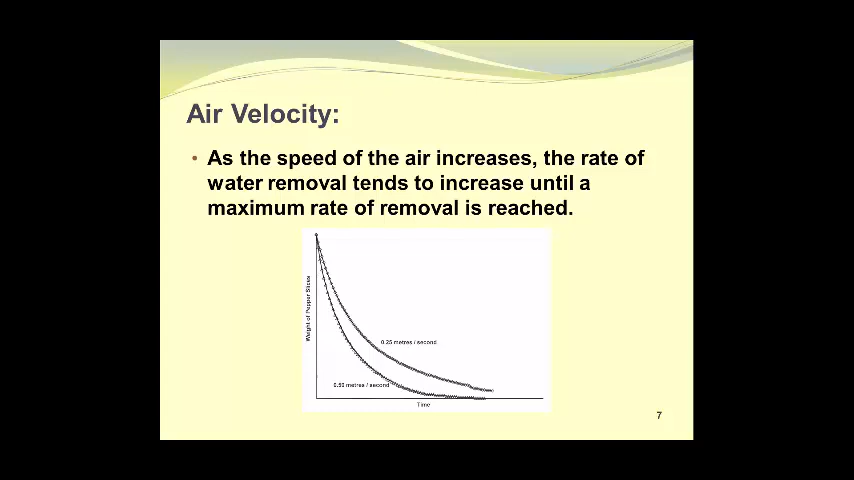 Air Velocity:
• As the speed of the air increases, the rate of
water removal tends to increase until a
maximum rate of removal is reached.
Weight of Pepper Slices
0.25 metres / second
0.50 metres / second
Time
7